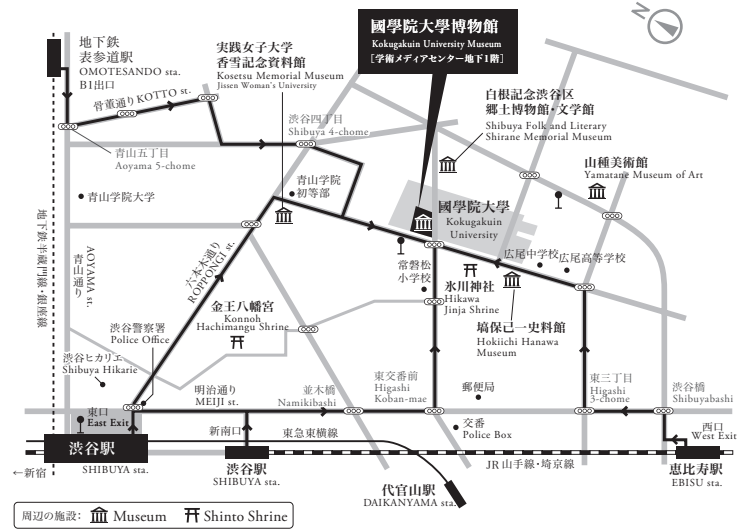 國學院大學博物館
Kokugakuin University Museum
[学術メディアセンター地下1階]
N
地下鉄
表参道駅
OMOTESANDO sta.
B1出口
骨董通り KOTTO st.
実践女子大学
香雪記念資料館
Kosetsu Memorial Museum
Jissen Woman's University
渋谷四丁目
Shibuya 4-chome
白根記念渋谷区
郷土博物館・文学館
Shibuya Folk and Literary
Shirane Memorial Museum
山種美術館
Yamatane Museum of Art
青山五丁目
Aoyama 5-chome
青山学院大学
青山学院
初等部
國學院大學
Kokugakuin
University
地下鉄半蔵門線・銀座線
青山通り
AOYAMA st.
六本木通り
ROPPONGI st.
常磐松
小学校
氷川神社
Hikawa
Jinja Shrine
広尾中学校
広尾高等学校
金王八幡宮
Konnoh
Hachimangu Shrine
塙保己一史料館
Hokiichi Hanawa
Museum
渋谷警察署
Police Office
渋谷ヒカリエ
Shibuya Hikarie
明治通り
MEIJI st.
並木橋
Namikibashi
東交番前
Higashi
Koban-mae
郵便局
東三丁目
Higashi
3-chome
渋谷橋
Shibuyabashi
東口
East Exit
新南口
東急東横線
交番
Police Box
西口
West Exit
渋谷駅
SHIBUYA sta.
渋谷駅
SHIBUYA sta.
JR 山手線・埼京線
恵比寿駅
EBISU sta.
←新宿
代官山駅
DAIKANYAMA sta.
周辺の施設:
Museum
Shinto Shrine